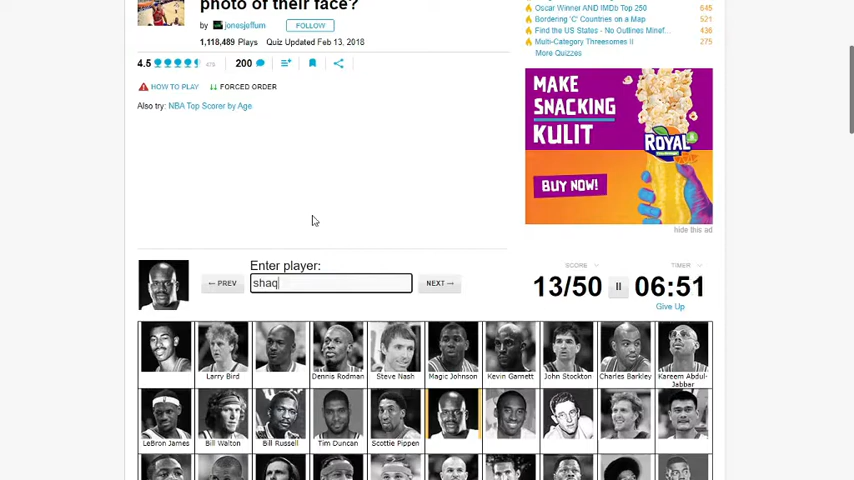 photo of their face?
by jonesjeffum FOLLOW
1,118,489 Plays Quiz Updated Feb 13, 2018
4.5 200
HOW TO PLAY FORCED ORDER
Also try: NBA Top Scorer by Age
Oscar Winner AND IMDb Top 250 645
Bordering 'C' Countries on a Map 521
Find the US States - No Outlines Minef... 436
Multi-Category Threesomes II 275
More Quizzes
MAKE
SNACKING
KULIT
ROYAL
BUY NOW!
hide this ad
Enter player:
← PREV shaq NEXT →
SCORE TIMER
13/50 06:51
Give Up
Larry Bird Dennis Rodman Steve Nash Magic Johnson Kevin Garnett John Stockton Charles Barkley Kareem Abdul-
Jabbar
LeBron James Bill Walton Bill Russell Tim Duncan Scottie Pippen